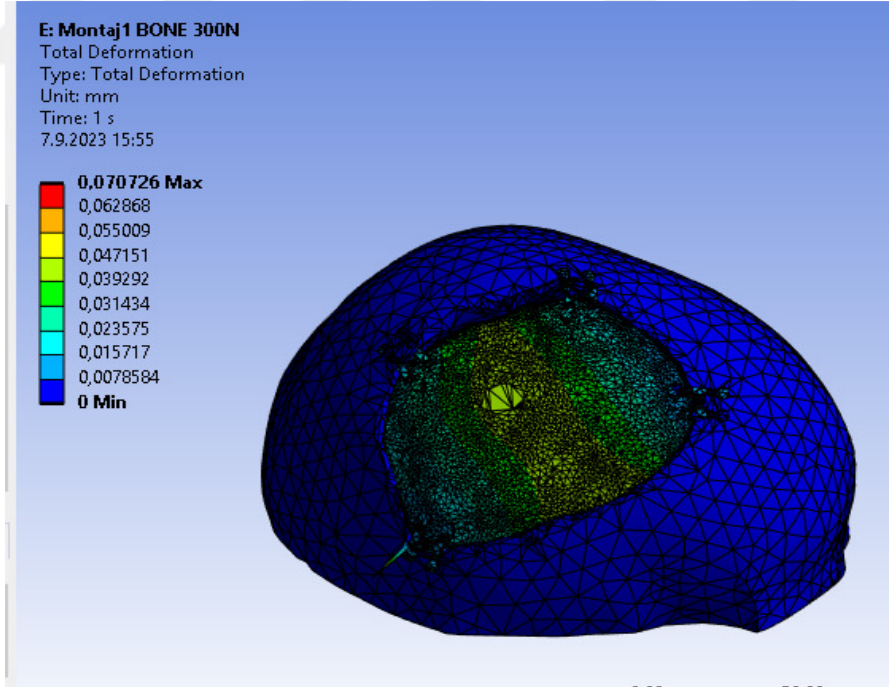 E: Montaj1 BONE 300N
Total Deformation
Type: Total Deformation
Unit: mm
Time: 1 s
7.9.2023 15:55
0,070726 Max
0,062868
0,055009
0,047151
0,039292
0,031434
0,023575
0,015717
0,0078584
0 Min